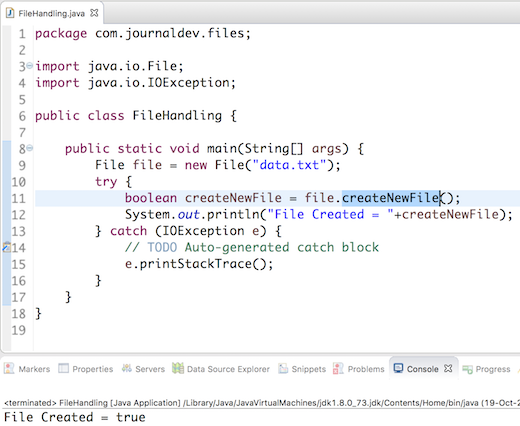 FileHandling.java
1 package com.journaldev.files;
2
3 import java.io.File;
4 import java.io.IOException;
5
6 public class FileHandling {
7
8 public static void main(String[] args) {
9 File file = new File("data.txt");
10 try {
11 boolean createNewFile = file.createNewFile();
12 System.out.println("File Created = "+createNewFile);
13 } catch (IOException e) {
14 // TODO Auto-generated catch block
15 e.printStackTrace();
16 }
17 }
18 }
19
Markers Properties Servers Data Source Explorer Snippets Problems Console Progress
<terminated> FileHandling [Java Application] /Library/Java/JavaVirtualMachines/jdk1.8.0_73.jdk/Contents/Home/bin/java (19-Oct-2
File Created = true